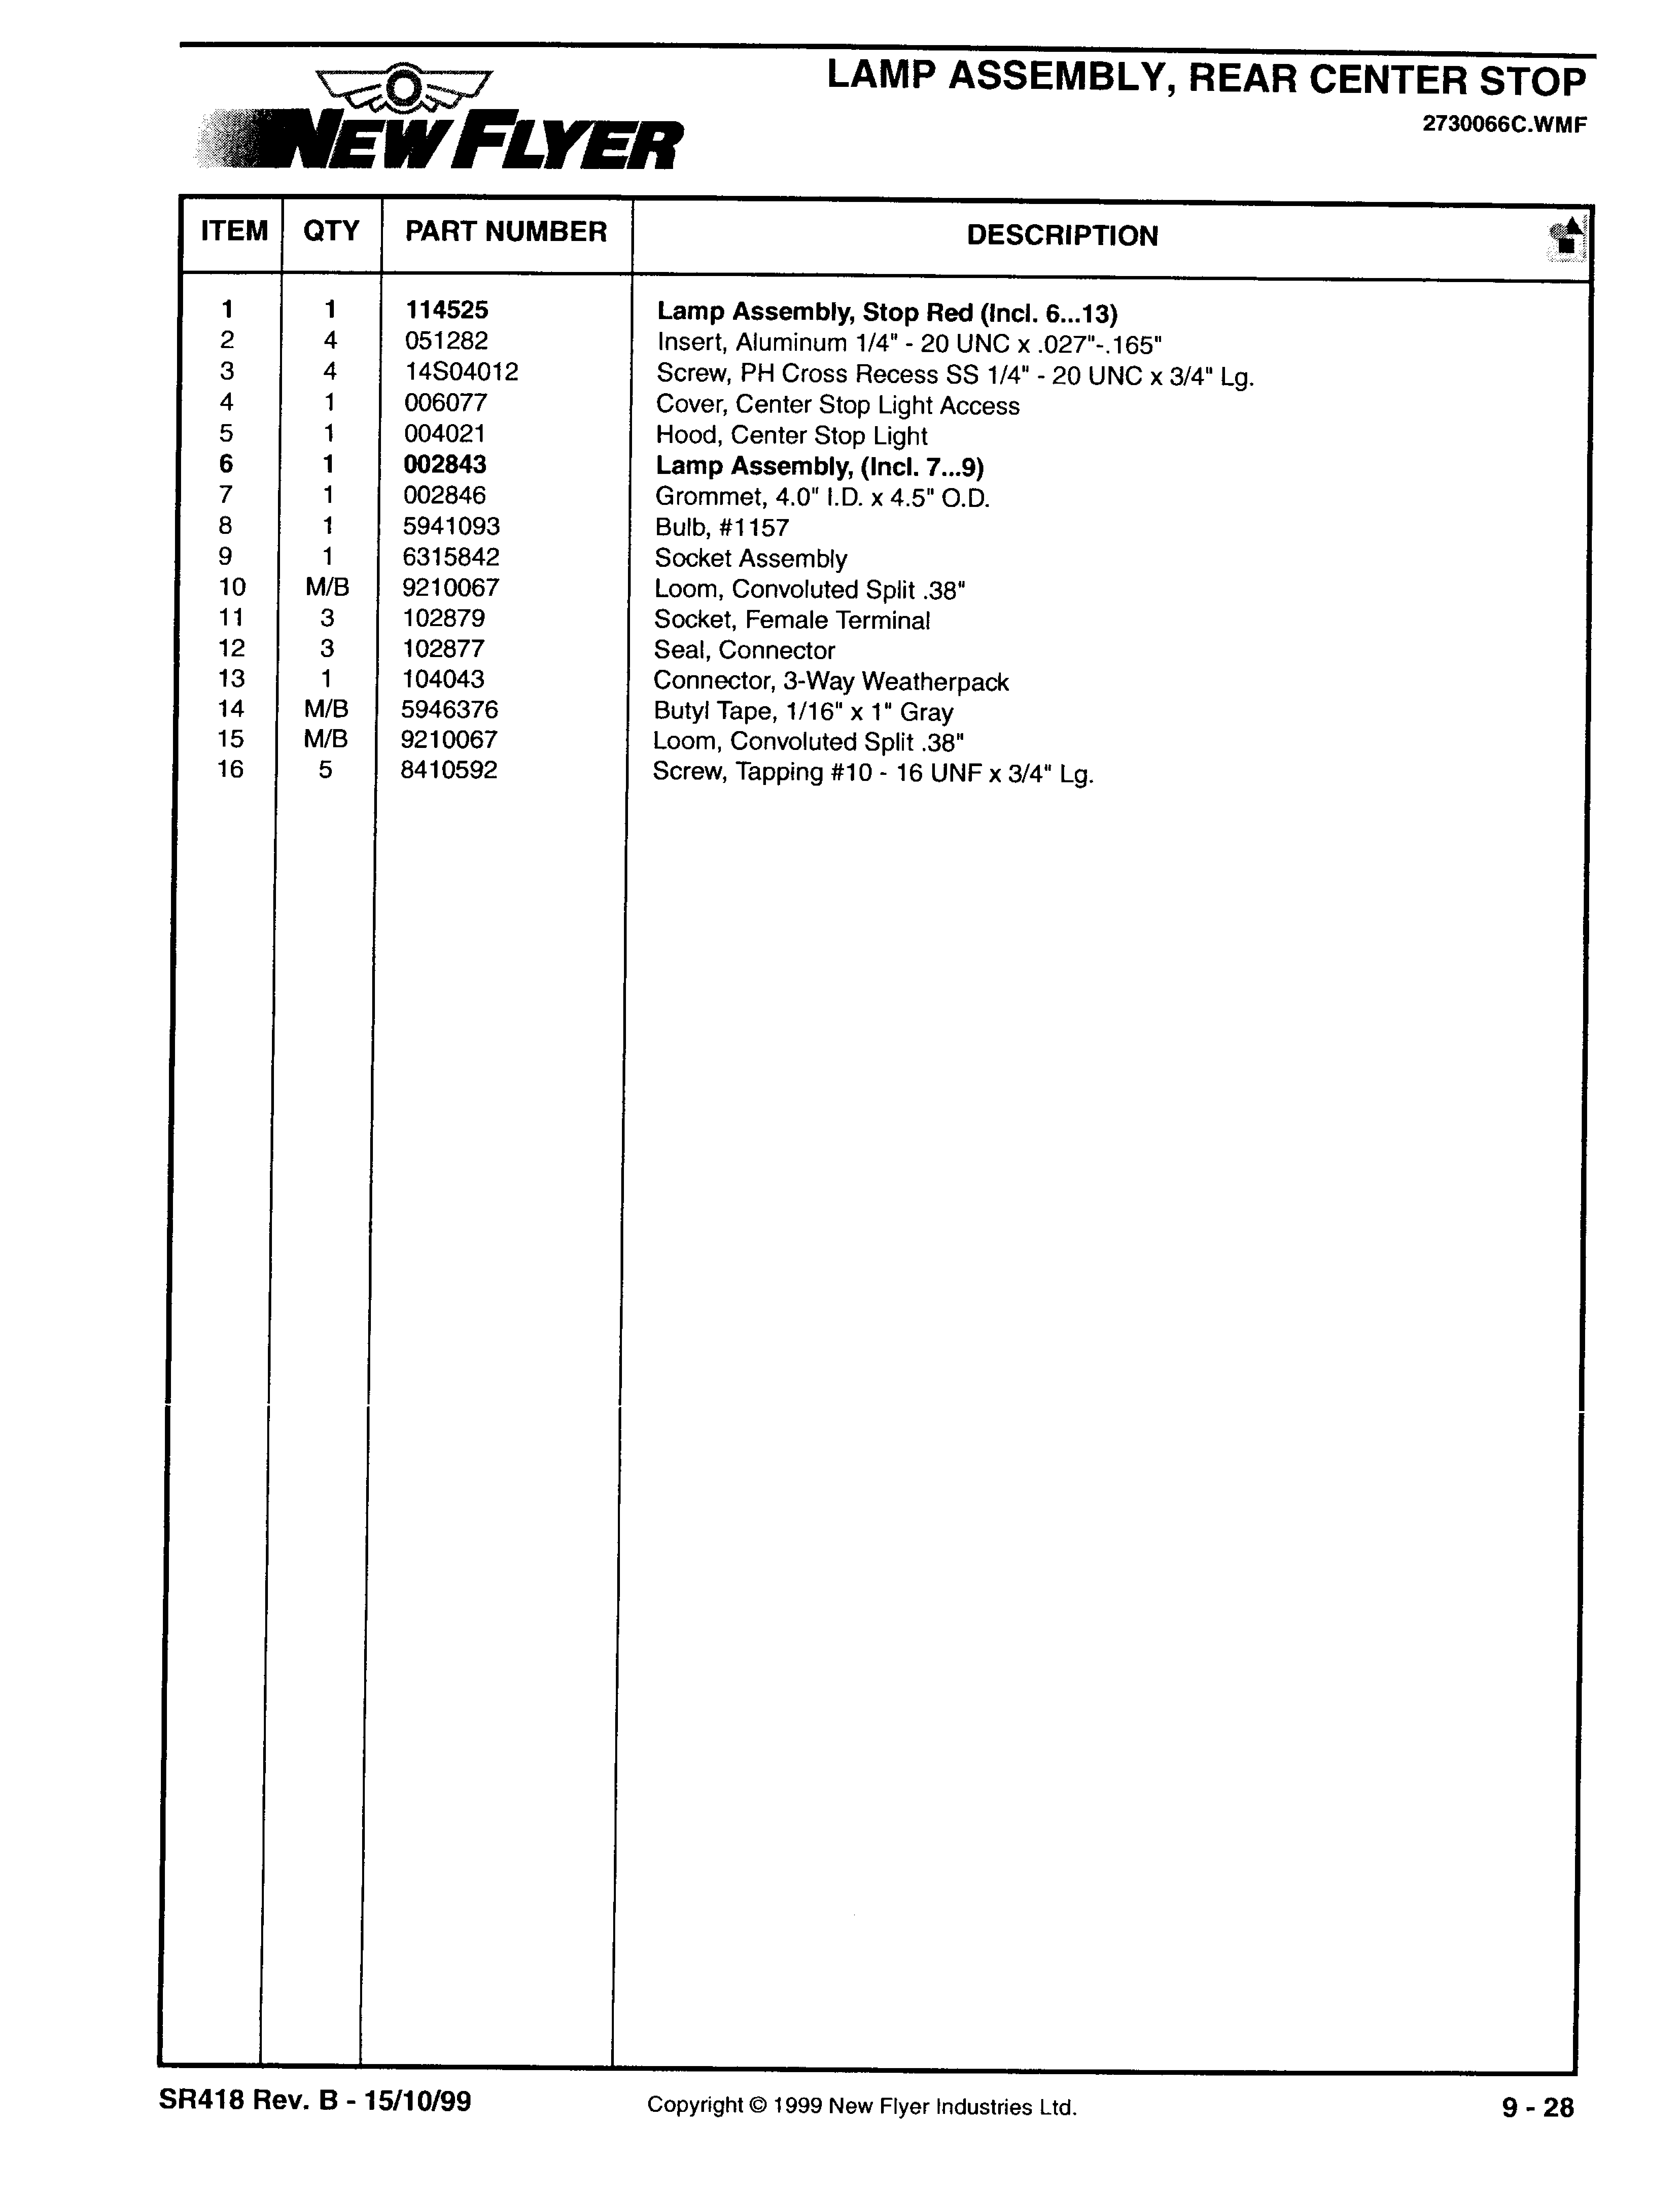 LAMP ASSEMBLY, REAR CENTER STOP
2730066C.WMF
NEW FLYER
ITEM QTY PART NUMBER DESCRIPTION
1 1 114525 Lamp Assembly, Stop Red (Incl. 6...13)
2 4 051282 Insert, Aluminum 1/4" - 20 UNC x .027"-.165"
3 4 14S04012 Screw, PH Cross Recess SS 1/4" - 20 UNC x 3/4" Lg.
4 1 006077 Cover, Center Stop Light Access
5 1 004021 Hood, Center Stop Light
6 1 002843 Lamp Assembly, (Incl. 7...9)
7 1 002846 Grommet, 4.0" I.D. x 4.5" O.D.
8 1 5941093 Bulb, #1157
9 1 6315842 Socket Assembly
10 M/B 9210067 Loom, Convoluted Split .38"
11 3 102879 Socket, Female Terminal
12 3 102877 Seal, Connector
13 1 104043 Connector, 3-Way Weatherpack
14 M/B 5946376 Butyl Tape, 1/16" x 1" Gray
15 M/B 9210067 Loom, Convoluted Split .38"
16 5 8410592 Screw, Tapping #10 - 16 UNF x 3/4" Lg.
SR418 Rev. B - 15/10/99 Copyright © 1999 New Flyer Industries Ltd. 9 - 28